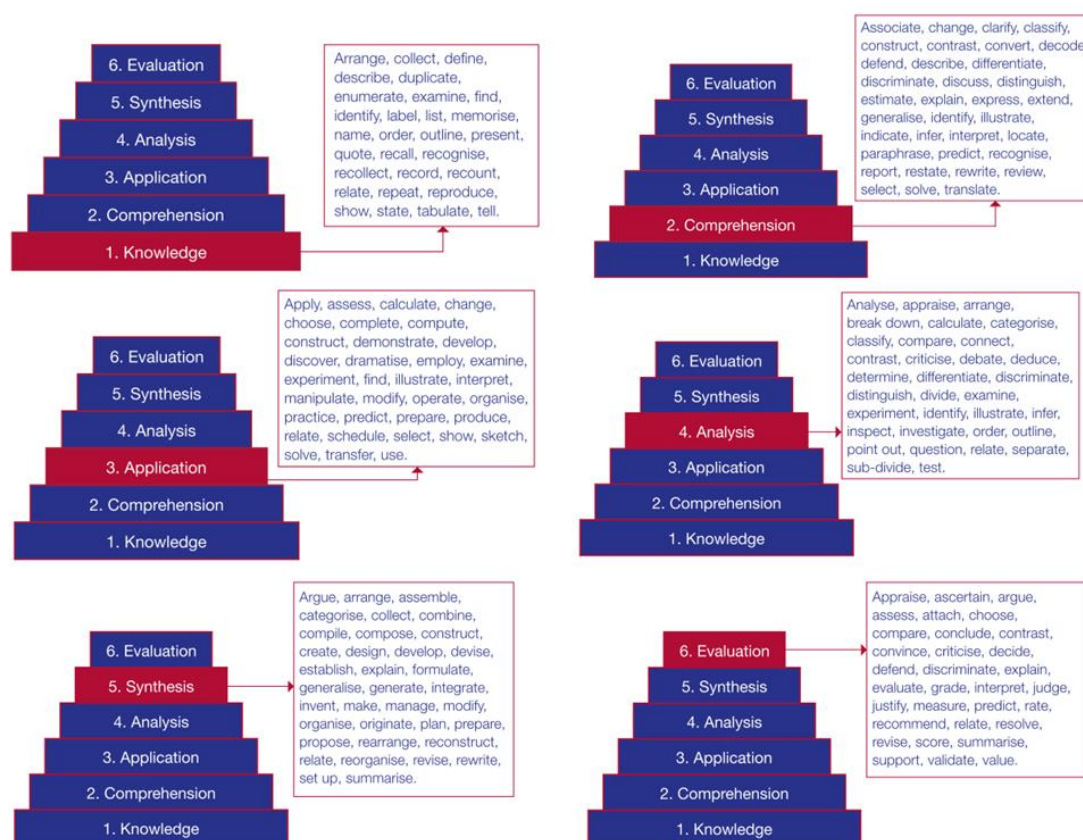 6. Evaluation
5. Synthesis
4. Analysis
3. Application
2. Comprehension
1. Knowledge
Arrange, collect, define,
describe, duplicate,
enumerate, examine, find,
identify, label, list, memorise,
name, order, outline, present,
quote, recall, recognise,
recollect, record, recount,
relate, repeat, reproduce,
show, state, tabulate, tell.
6. Evaluation
5. Synthesis
4. Analysis
3. Application
2. Comprehension
1. Knowledge
Associate, change, clarify, classify,
construct, contrast, convert, decode
defend, describe, differentiate,
discriminate, discuss, distinguish,
estimate, explain, express, extend,
generalise, identify, illustrate,
indicate, infer, interpret, locate,
paraphrase, predict, recognise,
report, restate, rewrite, review,
select, solve, translate.
6. Evaluation
5. Synthesis
4. Analysis
3. Application
2. Comprehension
1. Knowledge
Apply, assess, calculate, change,
choose, complete, compute,
construct, demonstrate, develop,
discover, dramatise, employ, examine,
experiment, find, illustrate, interpret,
manipulate, modify, operate, organise,
practice, predict, prepare, produce,
relate, schedule, select, show, sketch,
solve, transfer, use.
6. Evaluation
5. Synthesis
4. Analysis
3. Application
2. Comprehension
1. Knowledge
Analyse, appraise, arrange,
break down, calculate, categorise,
classify, compare, connect,
contrast, criticise, debate, deduce,
determine, differentiate, discriminate,
distinguish, divide, examine,
experiment, identify, illustrate, infer,
inspect, investigate, order, outline,
point out, question, relate, separate,
sub-divide, test.
6. Evaluation
5. Synthesis
4. Analysis
3. Application
2. Comprehension
1. Knowledge
Argue, arrange, assemble,
categorise, collect, combine,
compile, compose, construct,
create, design, develop, devise,
establish, explain, formulate,
generalise, generate, integrate,
invent, make, manage, modify,
organise, originate, plan, prepare,
propose, rearrange, reconstruct,
relate, reorganise, revise, rewrite,
set up, summarise.
6. Evaluation
5. Synthesis
4. Analysis
3. Application
2. Comprehension
1. Knowledge
Appraise, ascertain, argue,
assess, attach, choose,
compare, conclude, contrast,
convince, criticise, decide,
defend, discriminate, explain,
evaluate, grade, interpret, judge,
justify, measure, predict, rate,
recommend, relate, resolve,
revise, score, summarise,
support, validate, value.